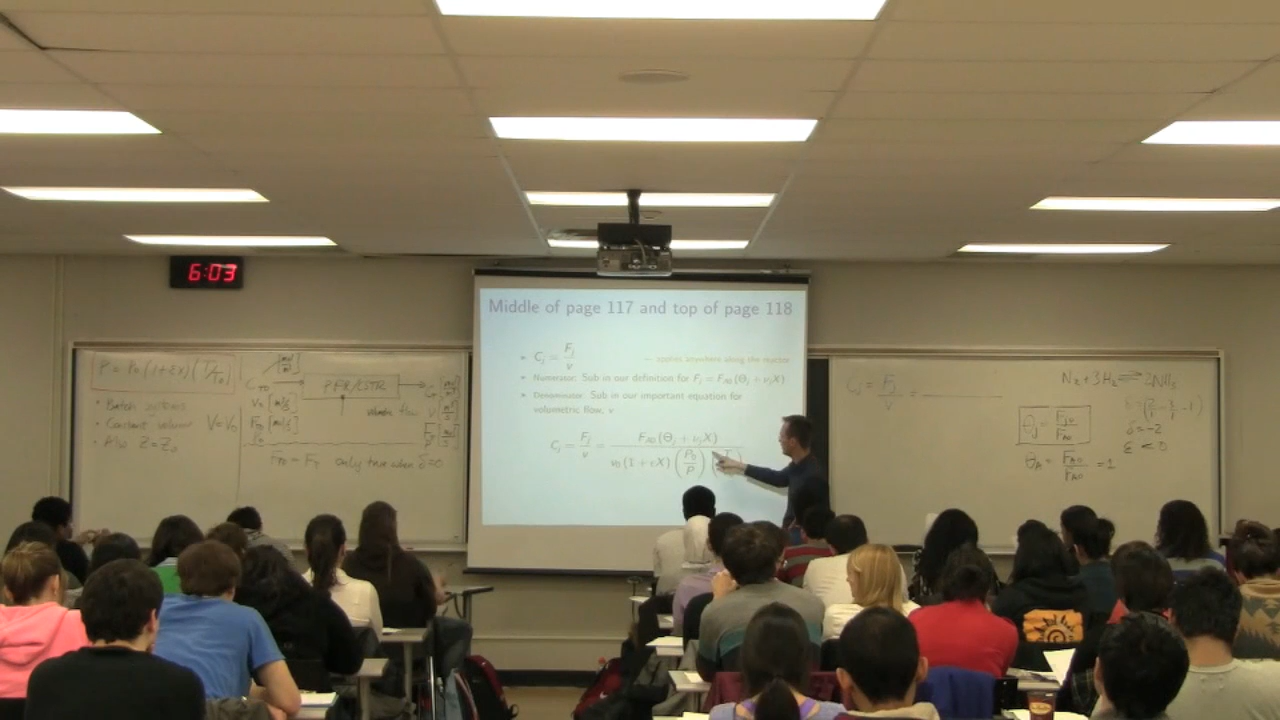 6:03
Middle of page 117 and top of page 118
C_j = F_j / v — applies anywhere along the reactor
Numerator: Sub in our definition for F_j = F_A0 (Θ_j + ν_j X)
Denominator: Sub in our important equation for
volumetric flow, v
C_j = F_j / v = F_A0 (Θ_j + ν_j X) / v_0 (1 + εX) (P_0 / P) (T
P = P_0 (1+εX) (T/T_0)
Batch systems
Constant volume V=V_0
Also Z=Z_0
PFR/CSTR
flow
F_T0 = F_T only true when δ=0
C_j = F_j / v =
N_2 + 3H_2 ⇌ 2NH_3
δ=-2
ε < 0
Θ_A = F_A0 / F_A0 = 1